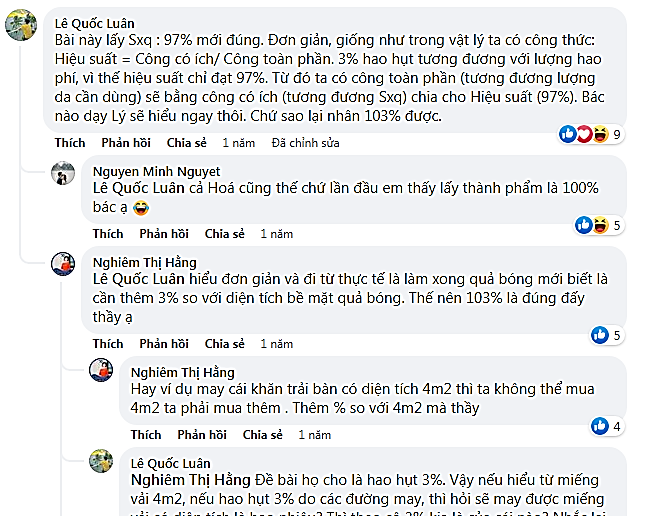 Lê Quốc Luân
Bài này lấy Sxq : 97% mới đúng. Đơn giản, giống như trong vật lý ta có công thức:
Hiệu suất = Công có ích/ Công toàn phần. 3% hao hụt tương đương với lượng hao
phí, vì thế hiệu suất chỉ đạt 97%. Từ đó ta có công toàn phần (tương đương lượng
da cần dùng) sẽ bằng công có ích (tương đương Sxq) chia cho Hiệu suất (97%). Bác
nào dạy Lý sẽ hiểu ngay thôi. Chứ sao lại nhân 103% được.
Thích Phản hồi Chia sẻ 1 năm Đã chỉnh sửa 9
Nguyen Minh Nguyet
Lê Quốc Luân cả Hoá cũng thế chứ lần đầu em thấy lấy thành phẩm là 100%
bác ạ 😂
Thích Phản hồi Chia sẻ 1 năm 5
Nghiêm Thị Hằng
Lê Quốc Luân hiểu đơn giản và đi từ thực tế là làm xong quả bóng mới biết là
cần thêm 3% so với diện tích bề mặt quả bóng. Thế nên 103% là đúng đấy
thầy ạ
Thích Phản hồi Chia sẻ 1 năm 5
Nghiêm Thị Hằng
Hay ví dụ may cái khăn trải bàn có diện tích 4m2 thì ta không thể mua
4m2 ta phải mua thêm . Thêm % so với 4m2 mà thầy
Thích Phản hồi Chia sẻ 1 năm 4
Lê Quốc Luân
Nghiêm Thị Hằng Đề bài họ cho là hao hụt 3%. Vậy nếu hiểu từ miếng
vải 4m2, nếu hao hụt 3% do các đường may, thì hỏi sẽ may được miếng